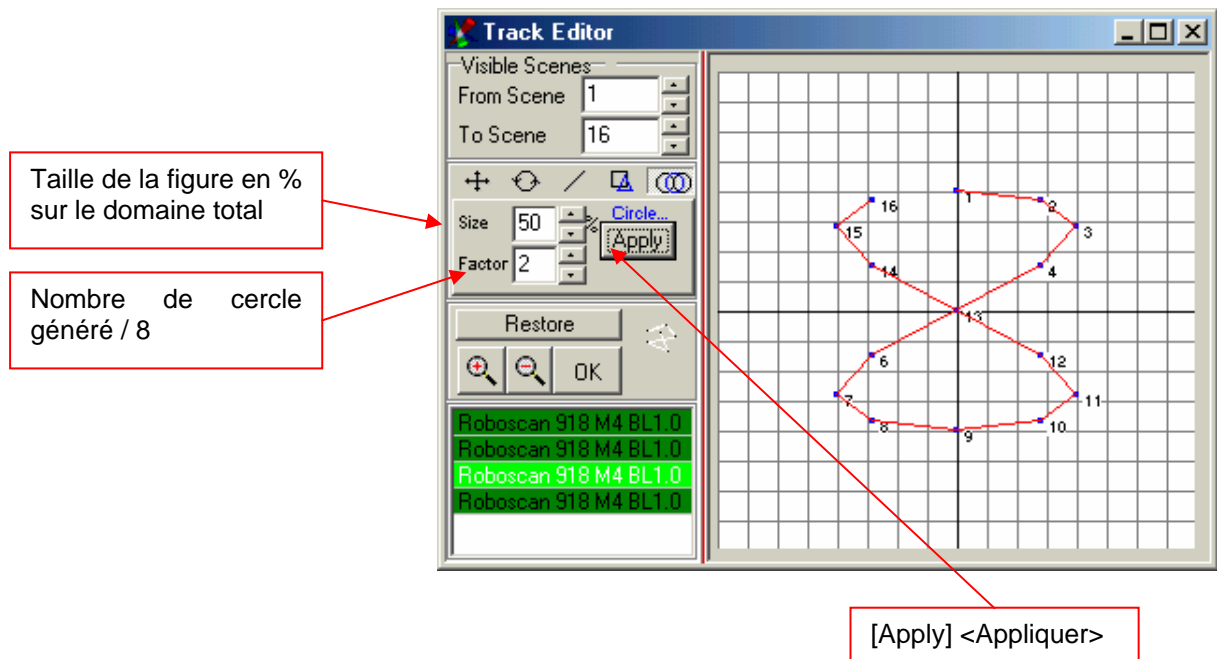 Track Editor
Visible Scenes
From Scene 1
To Scene 16
Taille de la figure en %
sur le domaine total
Size 50 %
Circle...
Apply
Factor 2
Nombre de cercle
généré / 8
Restore
OK
Roboscan 918 M4 BL1.0
Roboscan 918 M4 BL1.0
Roboscan 918 M4 BL1.0
Roboscan 918 M4 BL1.0
1
2
16
3
15
4
14
13
6
12
7
11
8
10
9
[Apply] <Appliquer>